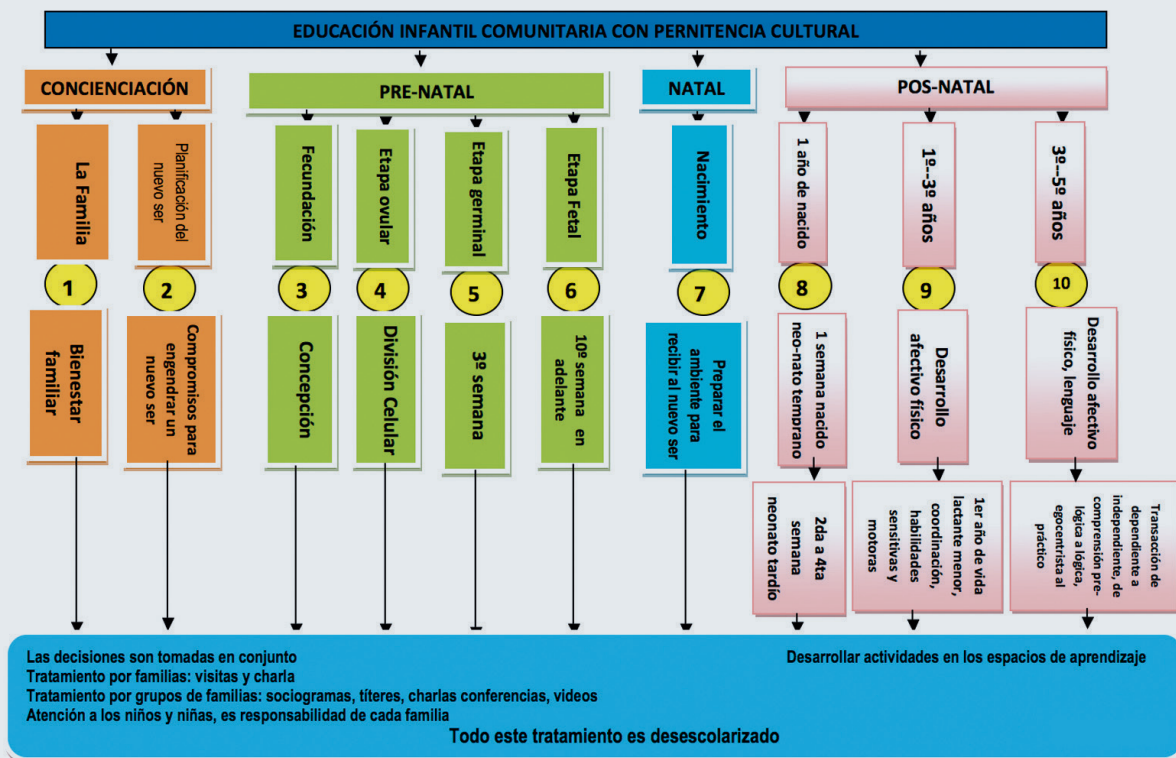 EDUCACIÓN INFANTIL COMUNITARIA CON PERNITENCIA CULTURAL
CONCIENCIACIÓN
PRE-NATAL
NATAL
POS-NATAL
La Familia
Planificación del
nuevo ser
Fecundación
Etapa ovular
Etapa germinal
Etapa Fetal
Nacimiento
1 año de nacido
1º--3º años
3º--5º años
1
2
3
4
5
6
7
8
9
10
Bienestar
familiar
Compromisos para
engendrar un
nuevo ser
Concepción
División Celular
3º semana
10º semana en
adelante
Preparar el
ambiente para
recibir al nuevo ser
1 semana nacido
neo-nato temprano
Desarrollo
afectivo físico
Desarrollo afectivo
físico, lenguaje
2da a 4ta
semana
neonato tardío
1er año de vida
lactante menor,
coordinación,
habilidades
sensitivas y
motoras
Transacción de
dependiente a
independiente, de
comprensión pre-
lógica a lógica,
egocentrista al
práctico
Las decisiones son tomadas en conjunto
Tratamiento por familias: visitas y charla
Tratamiento por grupos de familias: sociogramas, títeres, charlas conferencias, videos
Atención a los niños y niñas, es responsabilidad de cada familia
Desarrollar actividades en los espacios de aprendizaje
Todo este tratamiento es desescolarizado